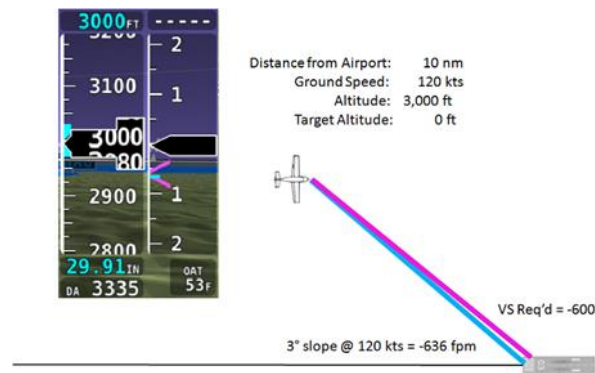 3000FT -----
3200
2
3100
1
3000
80
2900
1
2800
2
29.91IN
OAT
DA 3335
53F
Distance from Airport: 10 nm
Ground Speed: 120 kts
Altitude: 3,000 ft
Target Altitude: 0 ft
VS Req'd = -600
3° slope @ 120 kts = -636 fpm